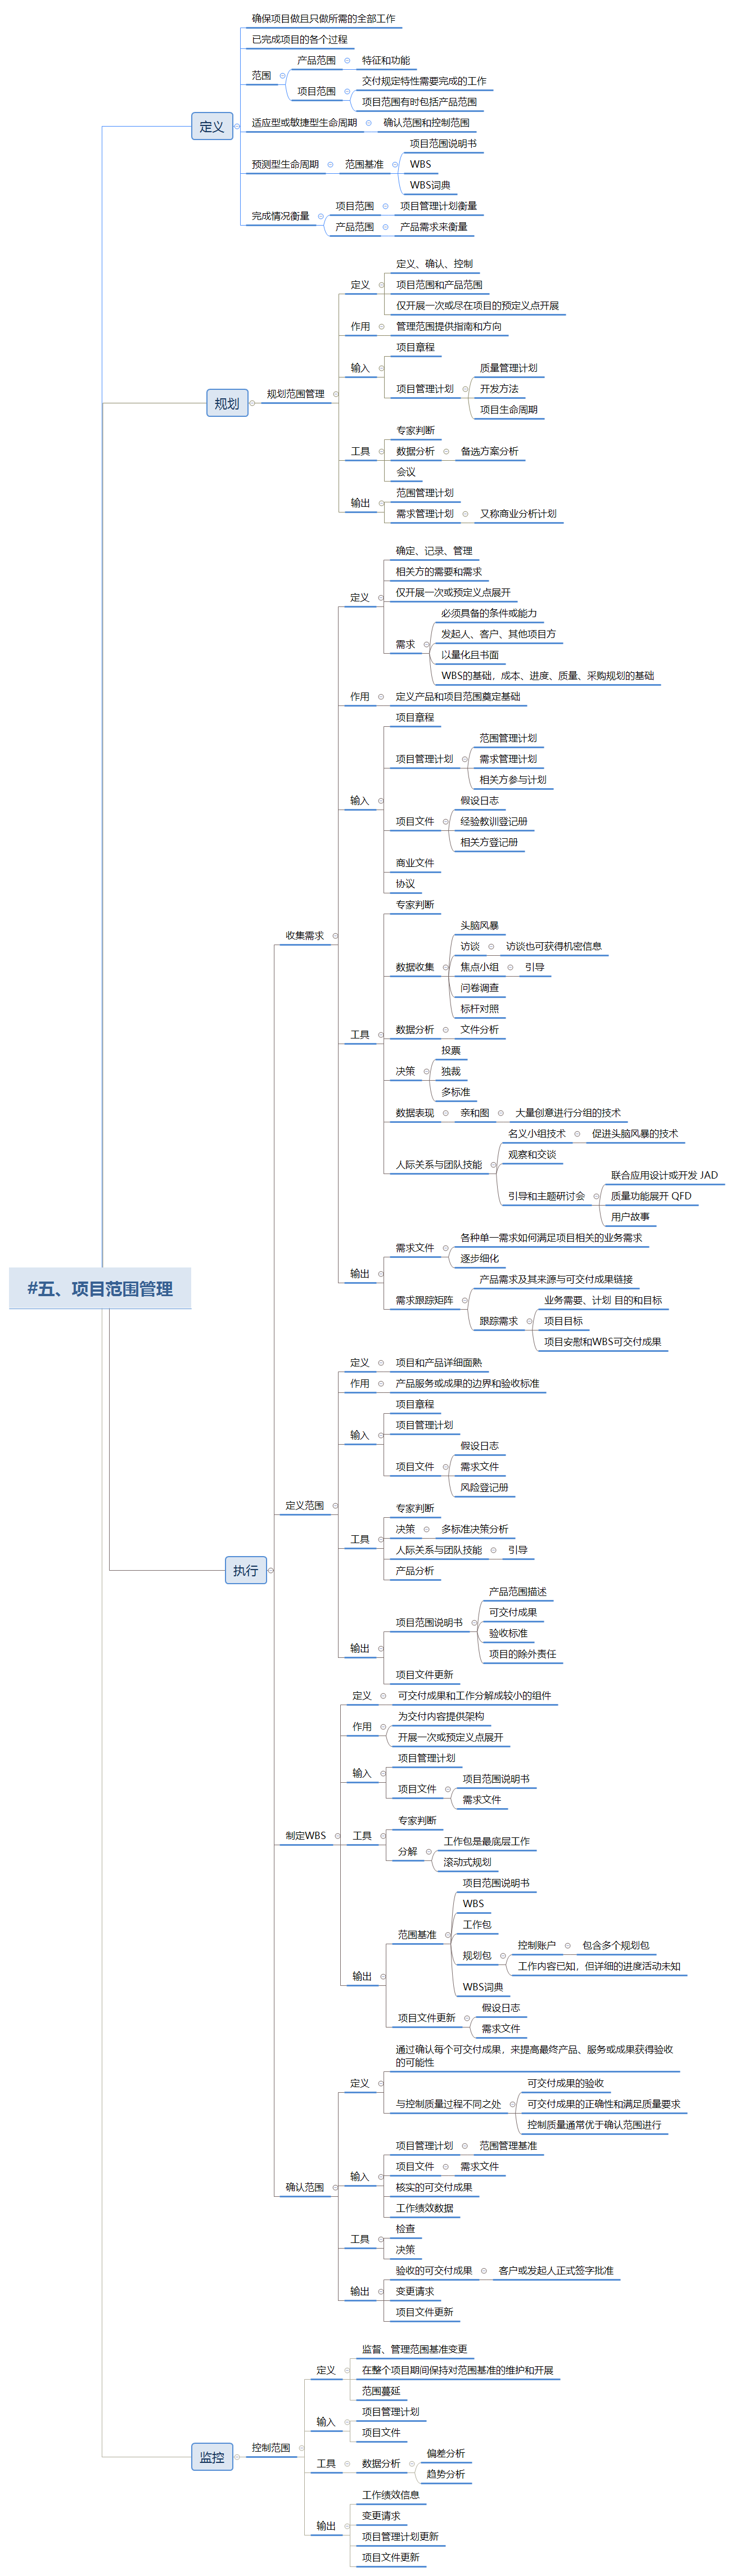 #五、项目范围管理
定义
确保项目做且只做所需的全部工作
已完成项目的各个过程
范围
产品范围
特征和功能
项目范围
交付规定特性需要完成的工作
项目范围有时包括产品范围
适应型或敏捷型生命周期
确认范围和控制范围
预测型生命周期
范围基准
项目范围说明书
WBS
WBS词典
完成情况衡量
项目范围
项目管理计划衡量
产品范围
产品需求来衡量
规划
规划范围管理
定义
定义、确认、控制
项目范围和产品范围
仅开展一次或尽在项目的预定义点开展
作用
管理范围提供指南和方向
输入
项目章程
项目管理计划
质量管理计划
开发方法
项目生命周期
工具
专家判断
数据分析
备选方案分析
会议
输出
范围管理计划
需求管理计划
又称商业分析计划
执行
收集需求
定义
确定、记录、管理
相关方的需要和需求
仅开展一次或预定义点展开
需求
必须具备的条件或能力
发起人、客户、其他项目方
以量化且书面
WBS的基础，成本、进度、质量、采购规划的基础
作用
定义产品和项目范围奠定基础
输入
项目章程
项目管理计划
范围管理计划
需求管理计划
相关方参与计划
项目文件
假设日志
经验教训登记册
相关方登记册
商业文件
协议
工具
专家判断
数据收集
头脑风暴
访谈
访谈也可获得机密信息
焦点小组
引导
问卷调查
标杆对照
数据分析
文件分析
决策
投票
独裁
多标准
数据表现
亲和图
大量创意进行分组的技术
人际关系与团队技能
名义小组技术
促进头脑风暴的技术
观察和交谈
引导和主题研讨会
联合应用设计或开发 JAD
质量功能展开 QFD
用户故事
输出
需求文件
各种单一需求如何满足项目相关的业务需求
逐步细化
需求跟踪矩阵
产品需求及其来源与可交付成果链接
跟踪需求
业务需要、计划 目的和目标
项目目标
项目安慰和WBS可交付成果
定义范围
定义
项目和产品详细面熟
作用
产品服务或成果的边界和验收标准
输入
项目章程
项目管理计划
项目文件
假设日志
需求文件
风险登记册
工具
专家判断
决策
多标准决策分析
人际关系与团队技能
引导
产品分析
输出
项目范围说明书
产品范围描述
可交付成果
验收标准
项目的除外责任
项目文件更新
制定WBS
定义
可交付成果和工作分解成较小的组件
作用
为交付内容提供架构
开展一次或预定义点展开
输入
项目管理计划
项目文件
项目范围说明书
需求文件
工具
专家判断
分解
工作包是最底层工作
滚动式规划
输出
范围基准
项目范围说明书
WBS
工作包
规划包
控制账户
包含多个规划包
工作内容已知，但详细的进度活动未知
WBS词典
项目文件更新
假设日志
需求文件
确认范围
定义
通过确认每个可交付成果，来提高最终产品、服务或成果获得验收
的可能性
与控制质量过程不同之处
可交付成果的验收
可交付成果的正确性和满足质量要求
控制质量通常优于确认范围进行
输入
项目管理计划
范围管理基准
项目文件
需求文件
核实的可交付成果
工作绩效数据
工具
检查
决策
输出
验收的可交付成果
客户或发起人正式签字批准
变更请求
项目文件更新
监控
控制范围
定义
监督、管理范围基准变更
在整个项目期间保持对范围基准的维护和开展
范围蔓延
输入
项目管理计划
项目文件
工具
数据分析
偏差分析
趋势分析
输出
工作绩效信息
变更请求
项目管理计划更新
项目文件更新